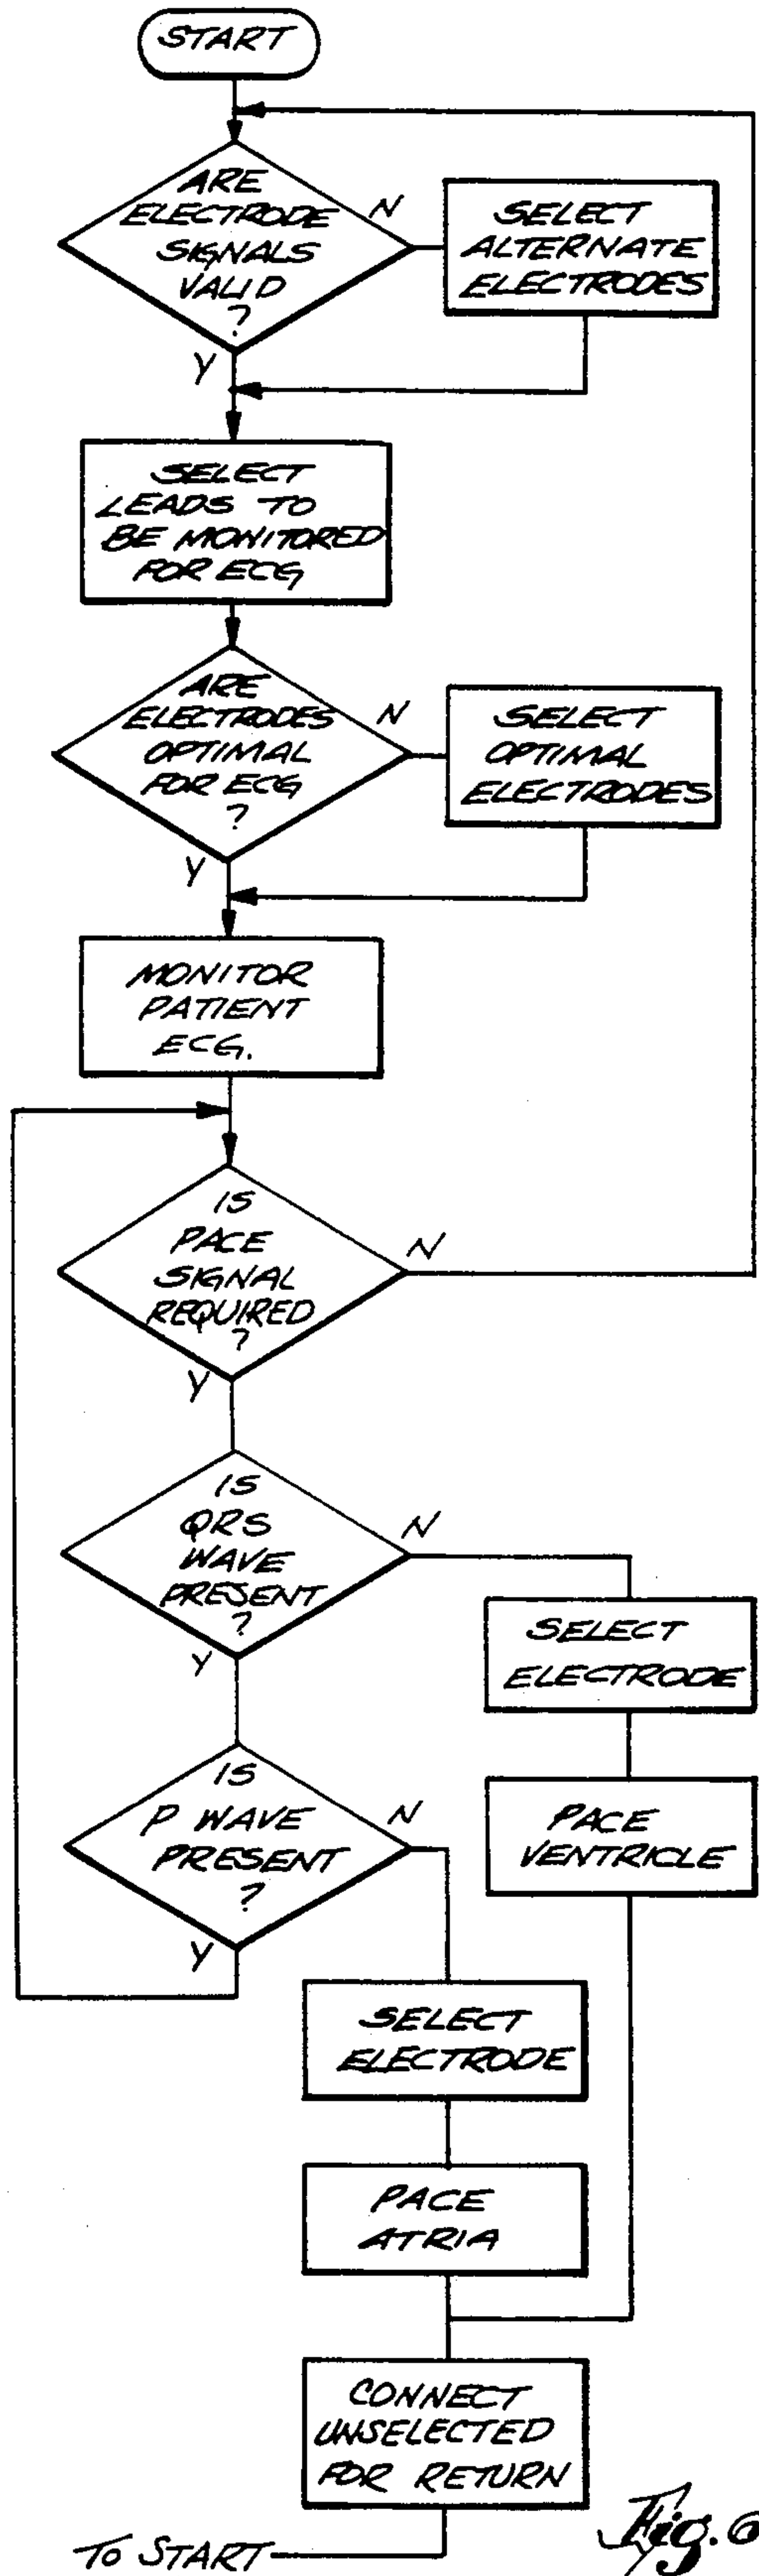 START
ARE
ELECTRODE
SIGNALS
VALID
?
N
Y
SELECT
ALTERNATE
ELECTRODES
SELECT
LEADS TO
BE MONITORED
FOR ECG
ARE
ELECTRODES
OPTIMAL
FOR ECG
?
N
Y
SELECT
OPTIMAL
ELECTRODES
MONITOR
PATIENT
ECG.
IS
PACE
SIGNAL
REQUIRED
?
N
Y
IS
QRS
WAVE
PRESENT
?
N
Y
SELECT
ELECTRODE
PACE
VENTRICLE
IS
P WAVE
PRESENT
?
N
Y
SELECT
ELECTRODE
PACE
ATRIA
CONNECT
UNSELECTED
FOR RETURN
TO START
Fig. 6